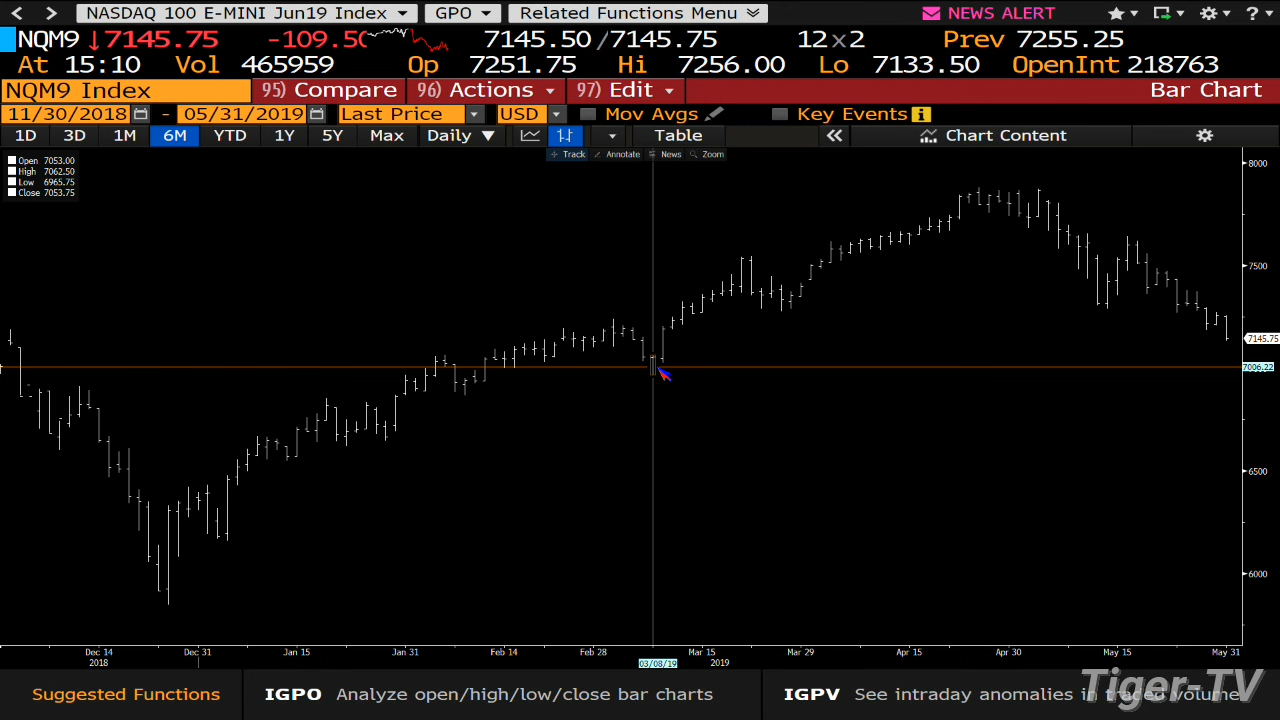 NASDAQ 100 E-MINI Jun19 Index GPO Related Functions Menu NEWS ALERT ?
NQM9 ↓7145.75 -109.50 7145.50/7145.75 12x2 Prev 7255.25
At 15:10 Vol 465959 Op 7251.75 Hi 7256.00 Lo 7133.50 OpenInt 218763
NQM9 Index 95) Compare 96) Actions 97) Edit Bar Chart
11/30/2018 - 05/31/2019 Last Price USD Mov Avgs Key Events i
1D 3D 1M 6M YTD 1Y 5Y Max Daily ▼ Table Chart Content
Track Annotate News Zoom
Open 7053.00
High 7062.50
Low 6965.75
Close 7053.75
8000
7500
7145.75
7006.22
6500
6000
Dec 14 Dec 31 Jan 15 Jan 31 Feb 14 Feb 28 Mar 15 Mar 29 Apr 15 Apr 30 May 15 May 31
2018 03/08/19 2019
Suggested Functions IGPO Analyze open/high/low/close bar charts IGPV See intraday anomalies in traded volume
Tiger-TV